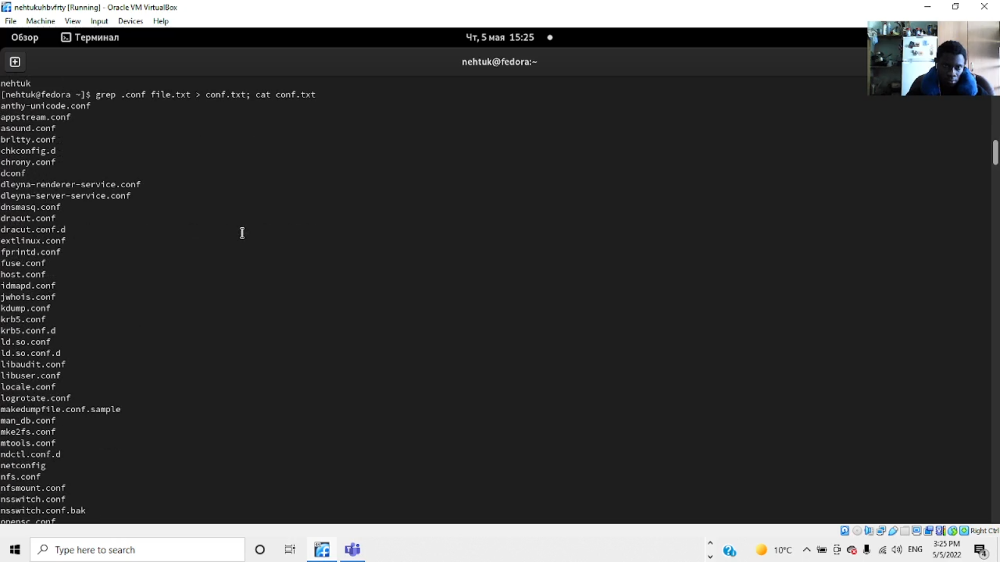 nehtukuhbvfrty [Running] - Oracle VM VirtualBox
File Machine View Input Devices Help
Обзор Терминал Чт, 5 мая 15:25
nehtuk@fedora:~
nehtuk
[nehtuk@fedora ~]$ grep .conf file.txt > conf.txt; cat conf.txt
anthy-unicode.conf
appstream.conf
asound.conf
brltty.conf
chkconfig.d
chrony.conf
dconf
dleyna-renderer-service.conf
dleyna-server-service.conf
dnsmasq.conf
dracut.conf
dracut.conf.d
extlinux.conf
fprintd.conf
fuse.conf
host.conf
idmapd.conf
jwhois.conf
kdump.conf
krb5.conf
krb5.conf.d
ld.so.conf
ld.so.conf.d
libaudit.conf
libuser.conf
locale.conf
logrotate.conf
makedumpfile.conf.sample
man_db.conf
mke2fs.conf
mtools.conf
ndctl.conf.d
netconfig
nfs.conf
nfsmount.conf
nsswitch.conf
nsswitch.conf.bak
opensc.conf
Right Ctrl
Type here to search
10°C
ENG
3:25 PM
5/5/2022
4